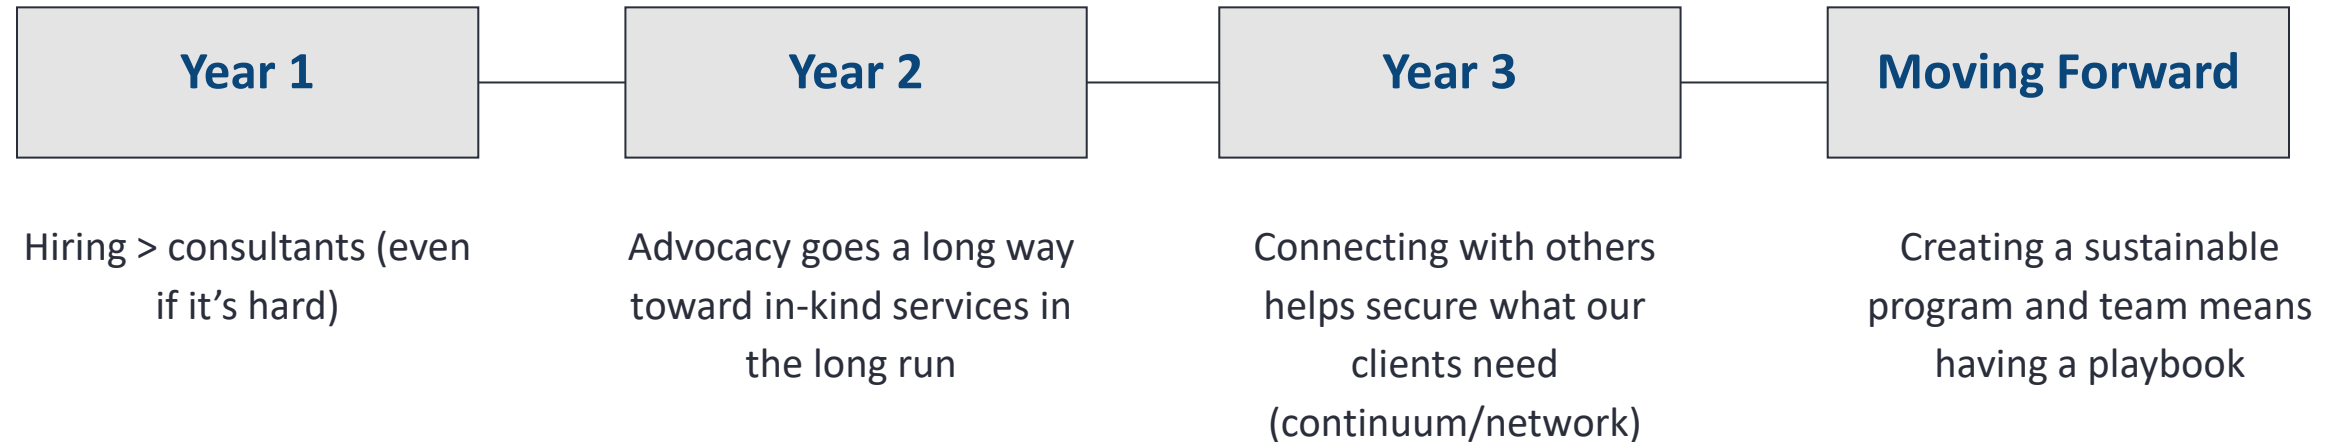 Year 1
Hiring > consultants (even
if it’s hard)
Year 2
Advocacy goes a long way
toward in-kind services in
the long run
Year 3
Connecting with others
helps secure what our
clients need
(continuum/network)
Moving Forward
Creating a sustainable
program and team means
having a playbook